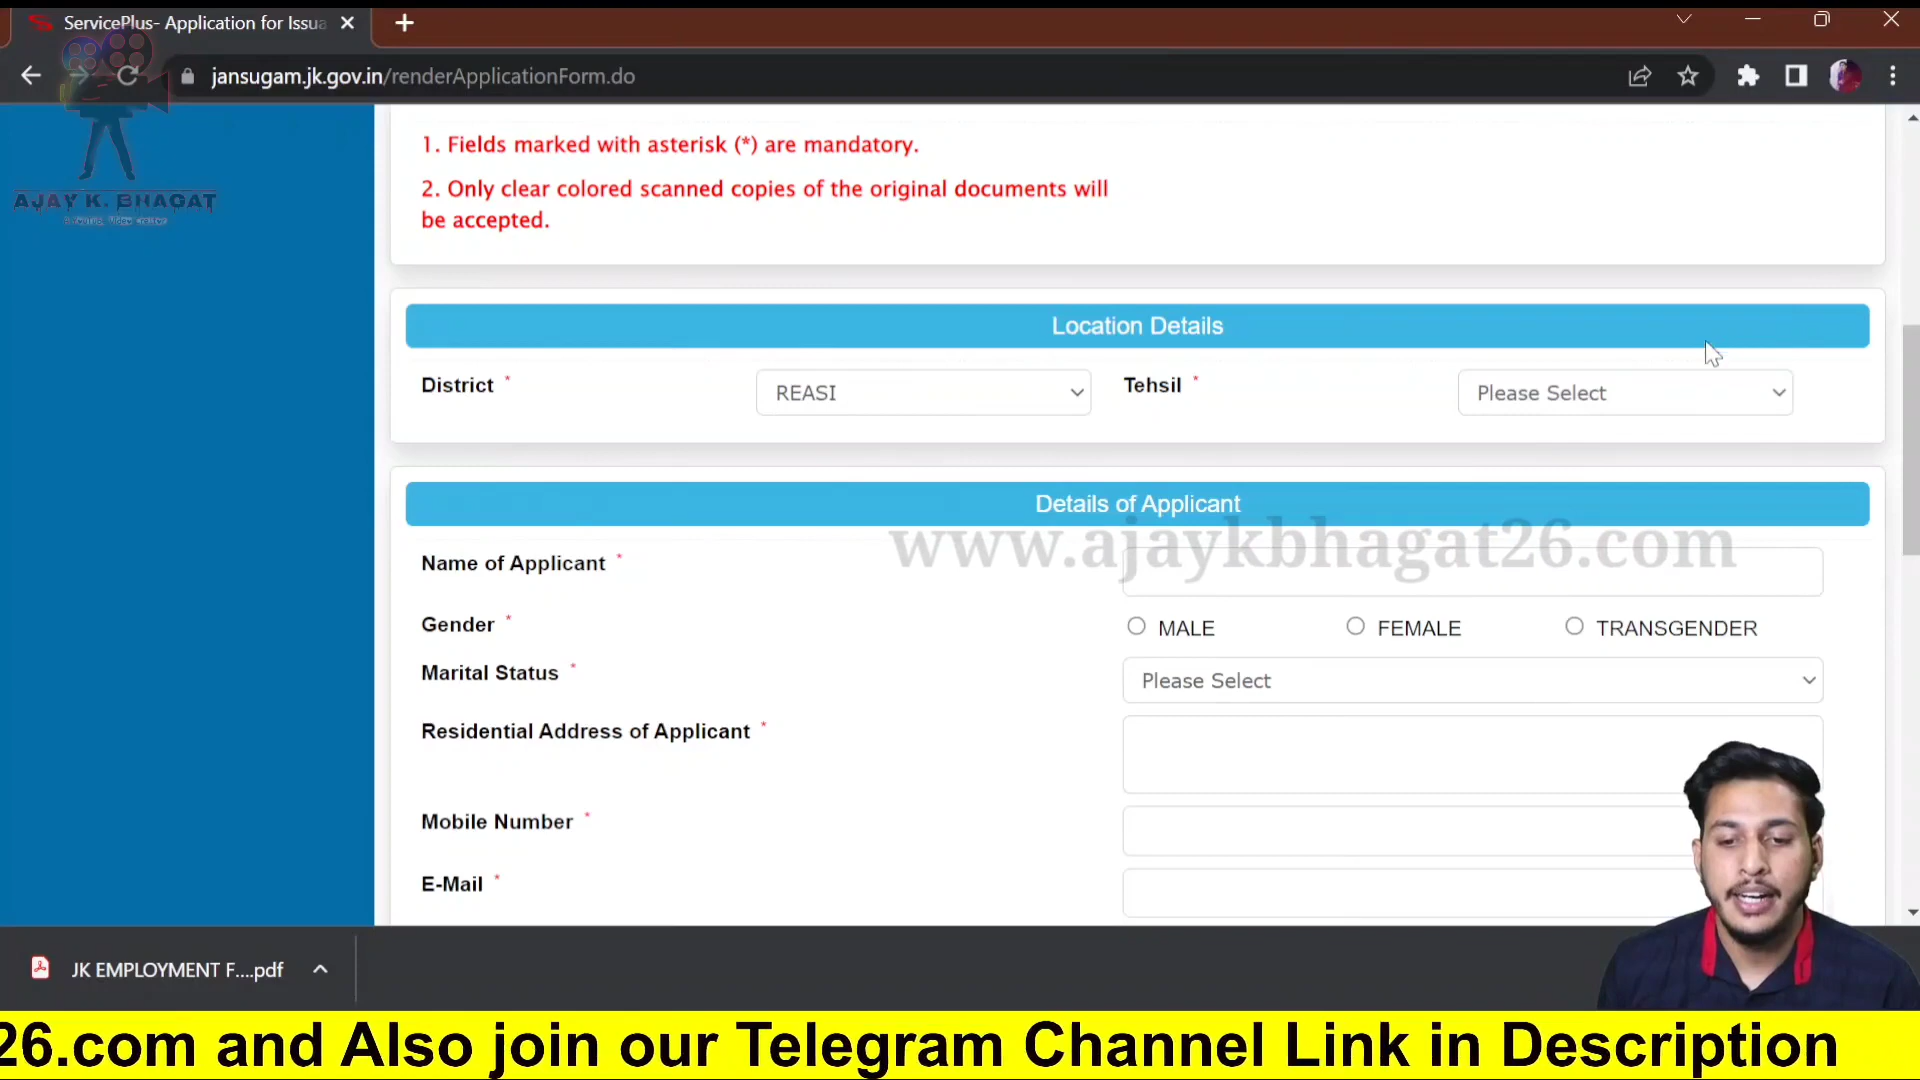 ServicePlus- Application for Issua
jansugam.jk.gov.in/renderApplicationForm.do
AJAY K. BHAGAT
1. Fields marked with asterisk (*) are mandatory.
2. Only clear colored scanned copies of the original documents will
be accepted.
Location Details
District *
REASI
Tehsil *
Please Select
Details of Applicant
www.ajaykbhagat26.com
Name of Applicant *
Gender *
MALE
FEMALE
TRANSGENDER
Marital Status *
Please Select
Residential Address of Applicant *
Mobile Number *
E-Mail *
JK EMPLOYMENT F....pdf
26.com and Also join our Telegram Channel Link in Description